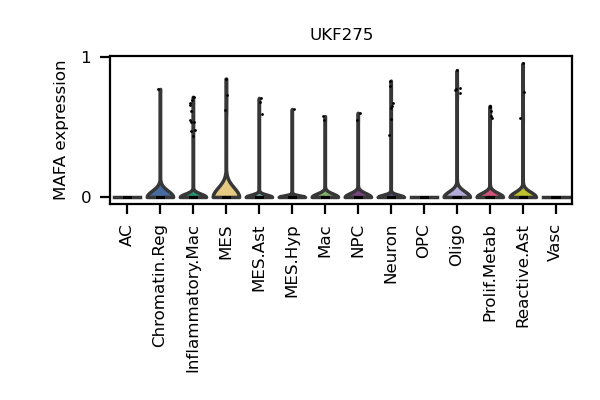 UKF275
MAFA expression
1
0
AC
Chromatin.Reg
Inflammatory.Mac
MES
MES.Ast
MES.Hyp
Mac
NPC
Neuron
OPC
Oligo
Prolif.Metab
Reactive.Ast
Vasc